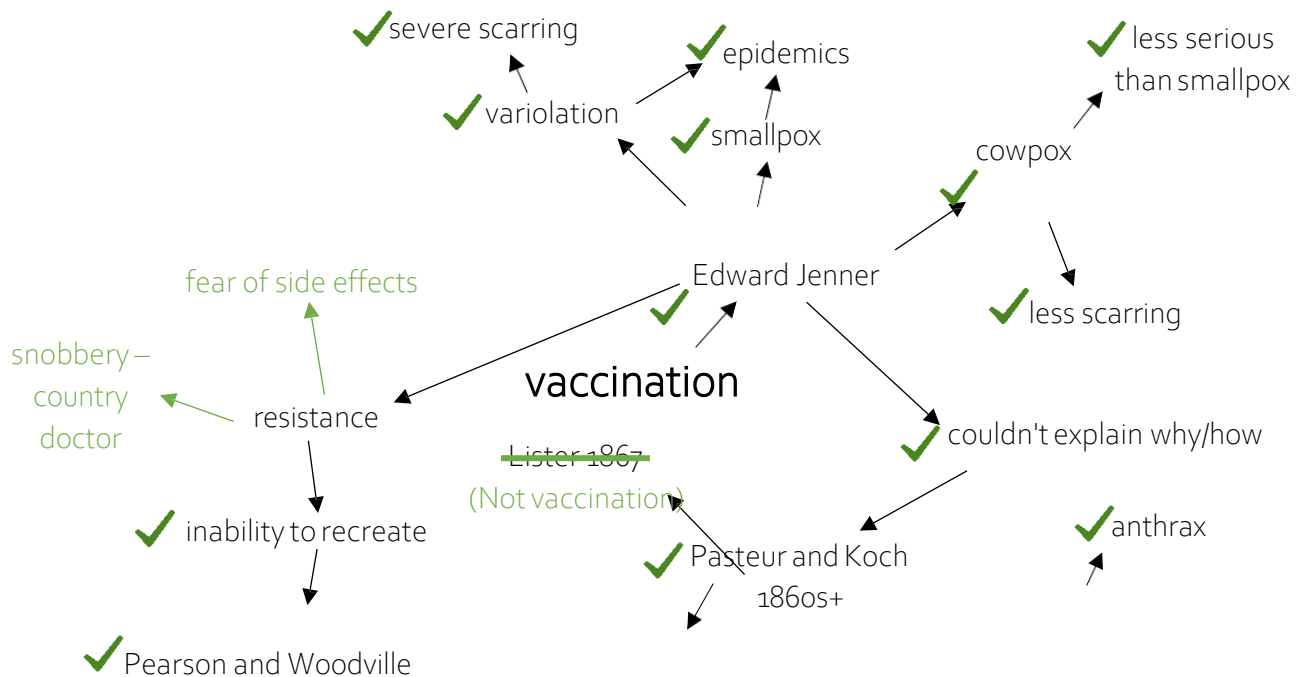 severe scarring
epidemics
less serious
than smallpox
variolation
smallpox
cowpox
Edward Jenner
fear of side effects
less scarring
snobbery –
country
doctor
vaccination
resistance
couldn't explain why/how
Lister 1867
(Not vaccination)
inability to recreate
anthrax
Pasteur and Koch
1860s+
Pearson and Woodville